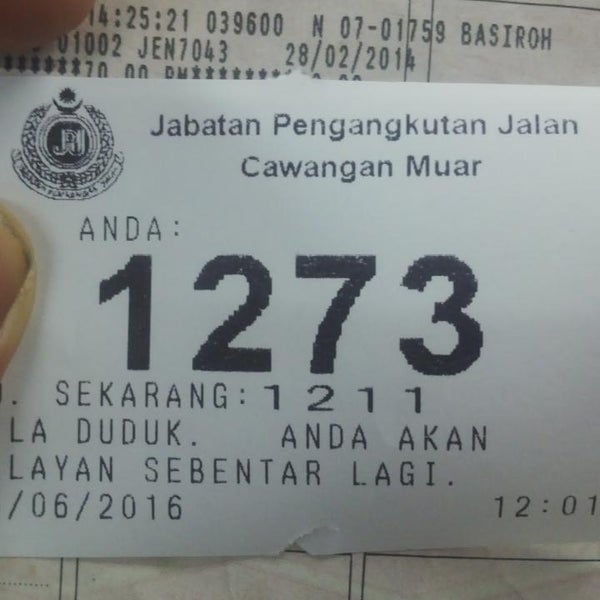 14:25:21 039600 N 07-01759 BASIROH
01002 JEN7043 28/02/2014
Jabatan Pengangkutan Jalan
Cawangan Muar
ANDA:
1273
. SEKARANG: 1211
LA DUDUK. ANDA AKAN
LAYAN SEBENTAR LAGI.
/06/2016 12:01